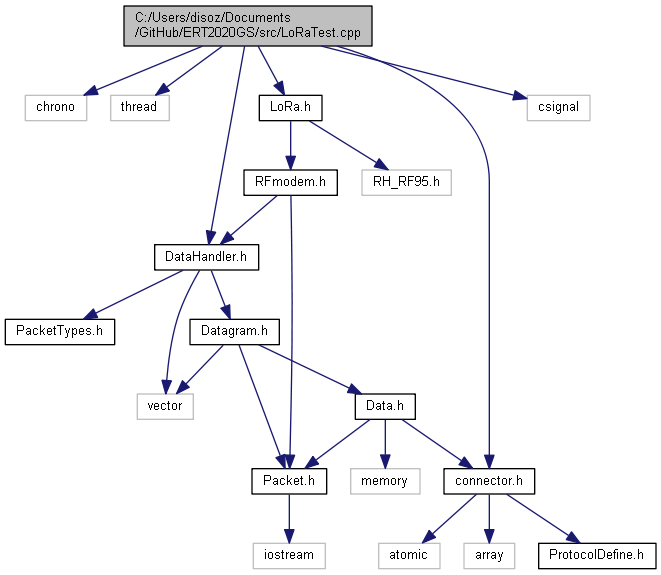 C:/Users/disoz/Documents
/GitHub/ERT2020GS/src/LoRaTest.cpp
chrono
thread
LoRa.h
csignal
RFmodem.h
RH_RF95.h
DataHandler.h
PacketTypes.h
Datagram.h
vector
Data.h
Packet.h
memory
connector.h
iostream
atomic
array
ProtocolDefine.h